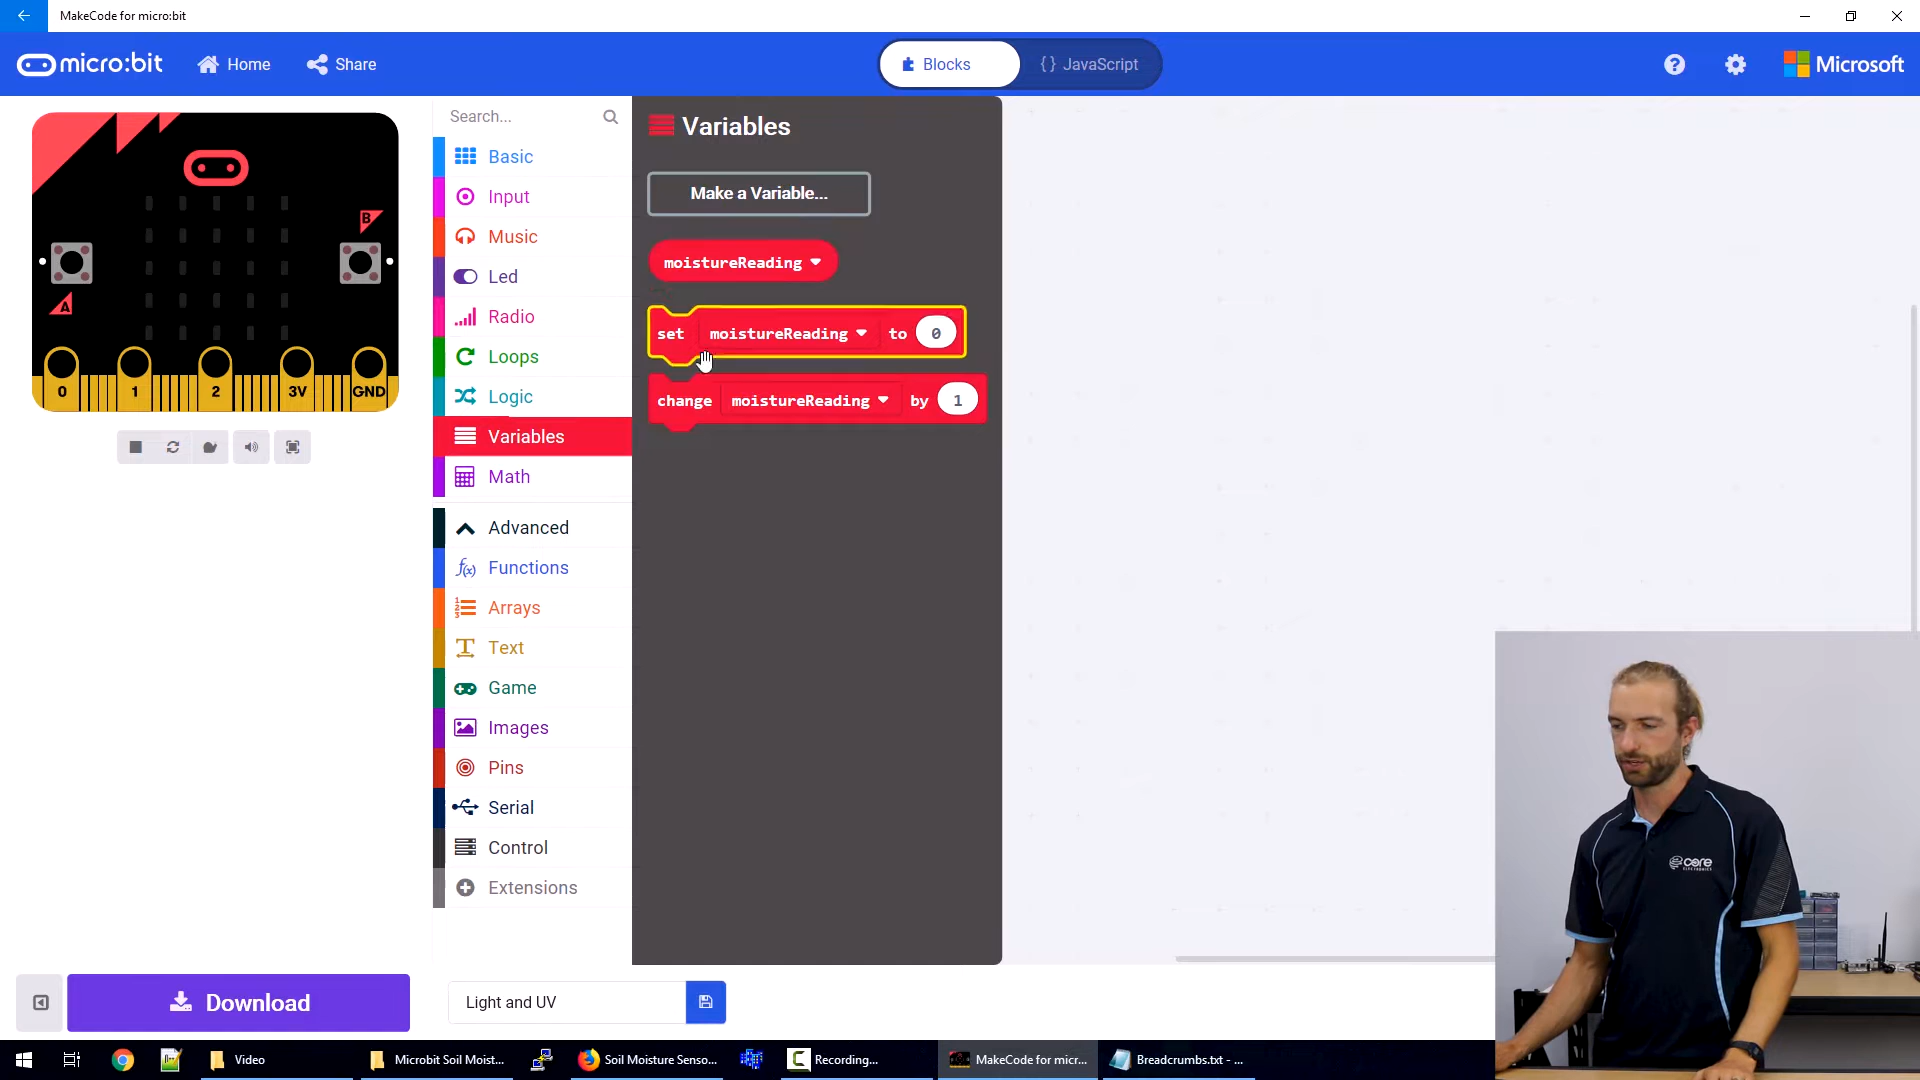 MakeCode for micro:bit
micro:bit
Home
Share
Blocks
{} JavaScript
?
Microsoft
B
A
0
1
2
3V
GND
Search...
Basic
Input
Music
Led
Radio
Loops
Logic
Variables
Math
Advanced
f(x) Functions
Arrays
Text
Game
Images
Pins
Serial
Control
Extensions
Variables
Make a Variable...
moistureReading
set moistureReading to 0
change moistureReading by 1
core
ELECTRONICS
Download
Light and UV
Video
Microbit Soil Moist...
Soil Moisture Senso...
Recording...
MakeCode for micr...
Breadcrumbs.txt - ...